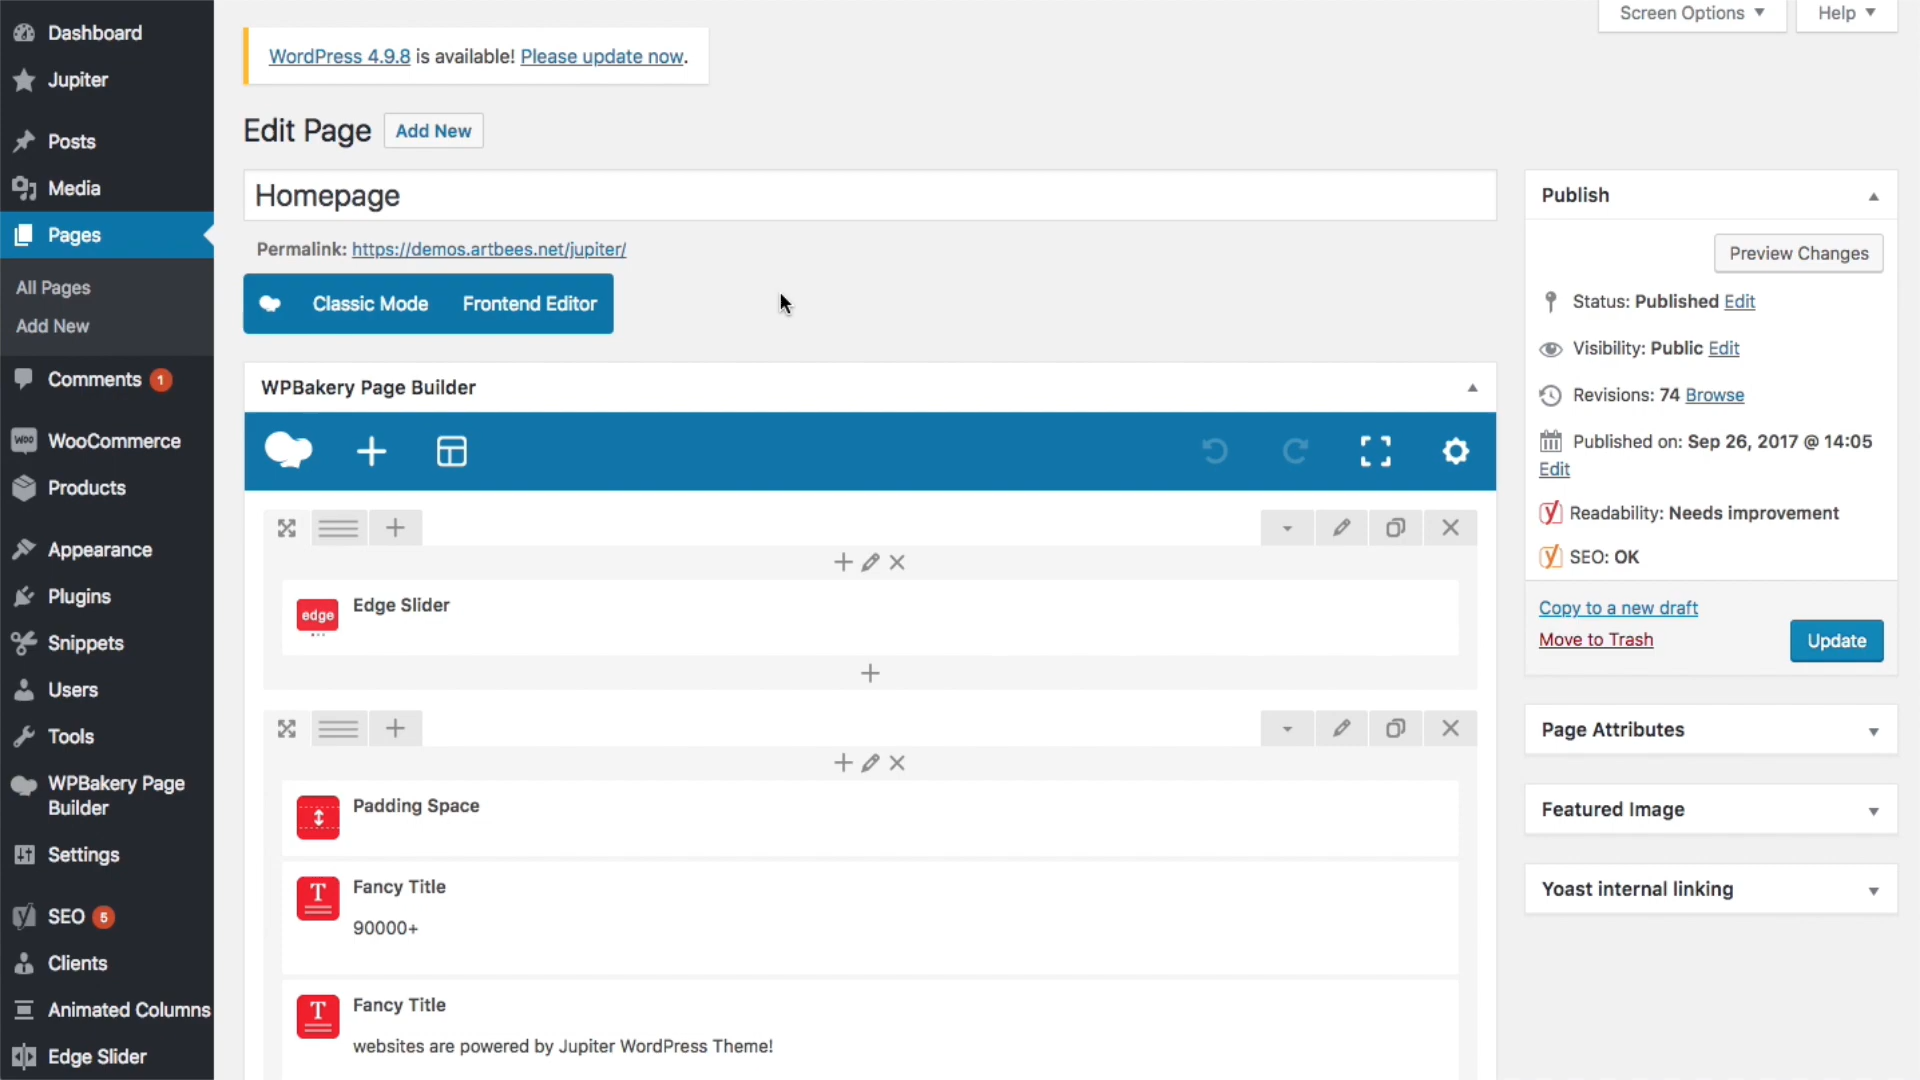 Dashboard
Jupiter
Posts
Media
Pages
All Pages
Add New
Comments 1
WooCommerce
Products
Appearance
Plugins
Snippets
Users
Tools
WPBakery Page
Builder
Settings
SEO 5
Clients
Animated Columns
Edge Slider
Screen Options
Help
WordPress 4.9.8 is available! Please update now.
Edit Page
Add New
Homepage
Permalink: https://demos.artbees.net/jupiter/
Classic Mode
Frontend Editor
WPBakery Page Builder
edge
Edge Slider
Padding Space
T
Fancy Title
90000+
T
Fancy Title
websites are powered by Jupiter WordPress Theme!
Publish
Preview Changes
Status: Published Edit
Visibility: Public Edit
Revisions: 74 Browse
Published on: Sep 26, 2017 @ 14:05
Edit
Readability: Needs improvement
SEO: OK
Copy to a new draft
Move to Trash
Update
Page Attributes
Featured Image
Yoast internal linking